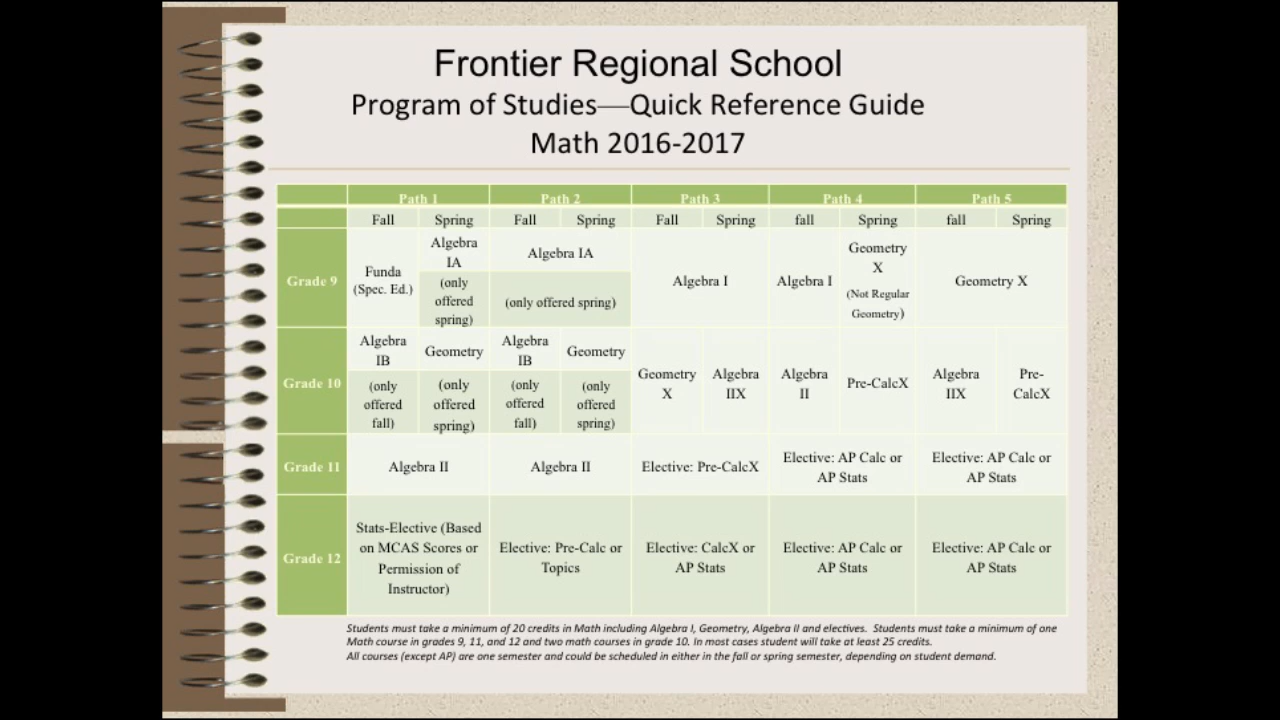 Frontier Regional School
Program of Studies—Quick Reference Guide
Math 2016-2017
Path 1 Path 2 Path 3 Path 4 Path 5
Fall Spring Fall Spring Fall Spring fall Spring fall Spring
Grade 9
Funda
(Spec. Ed.)
Algebra
IA
(only
offered
spring)
Algebra IA
(only offered spring)
Algebra I
Algebra I
Geometry
X
(Not Regular
Geometry)
Geometry X
Grade 10
Algebra
IB
(only
offered
fall)
Geometry
(only
offered
spring)
Algebra
IB
(only
offered
fall)
Geometry
(only
offered
spring)
Geometry
X
Algebra
IIX
Algebra
II
Pre-CalcX
Algebra
IIX
Pre-
CalcX
Grade 11
Algebra II
Algebra II
Elective: Pre-CalcX
Elective: AP Calc or
AP Stats
Elective: AP Calc or
AP Stats
Grade 12
Stats-Elective (Based
on MCAS Scores or
Permission of
Instructor)
Elective: Pre-Calc or
Topics
Elective: CalcX or
AP Stats
Elective: AP Calc or
AP Stats
Elective: AP Calc or
AP Stats
Students must take a minimum of 20 credits in Math including Algebra I, Geometry, Algebra II and electives. Students must take a minimum of one
Math course in grades 9, 11, and 12 and two math courses in grade 10. In most cases student will take at least 25 credits.
All courses (except AP) are one semester and could be scheduled in either in the fall or spring semester, depending on student demand.